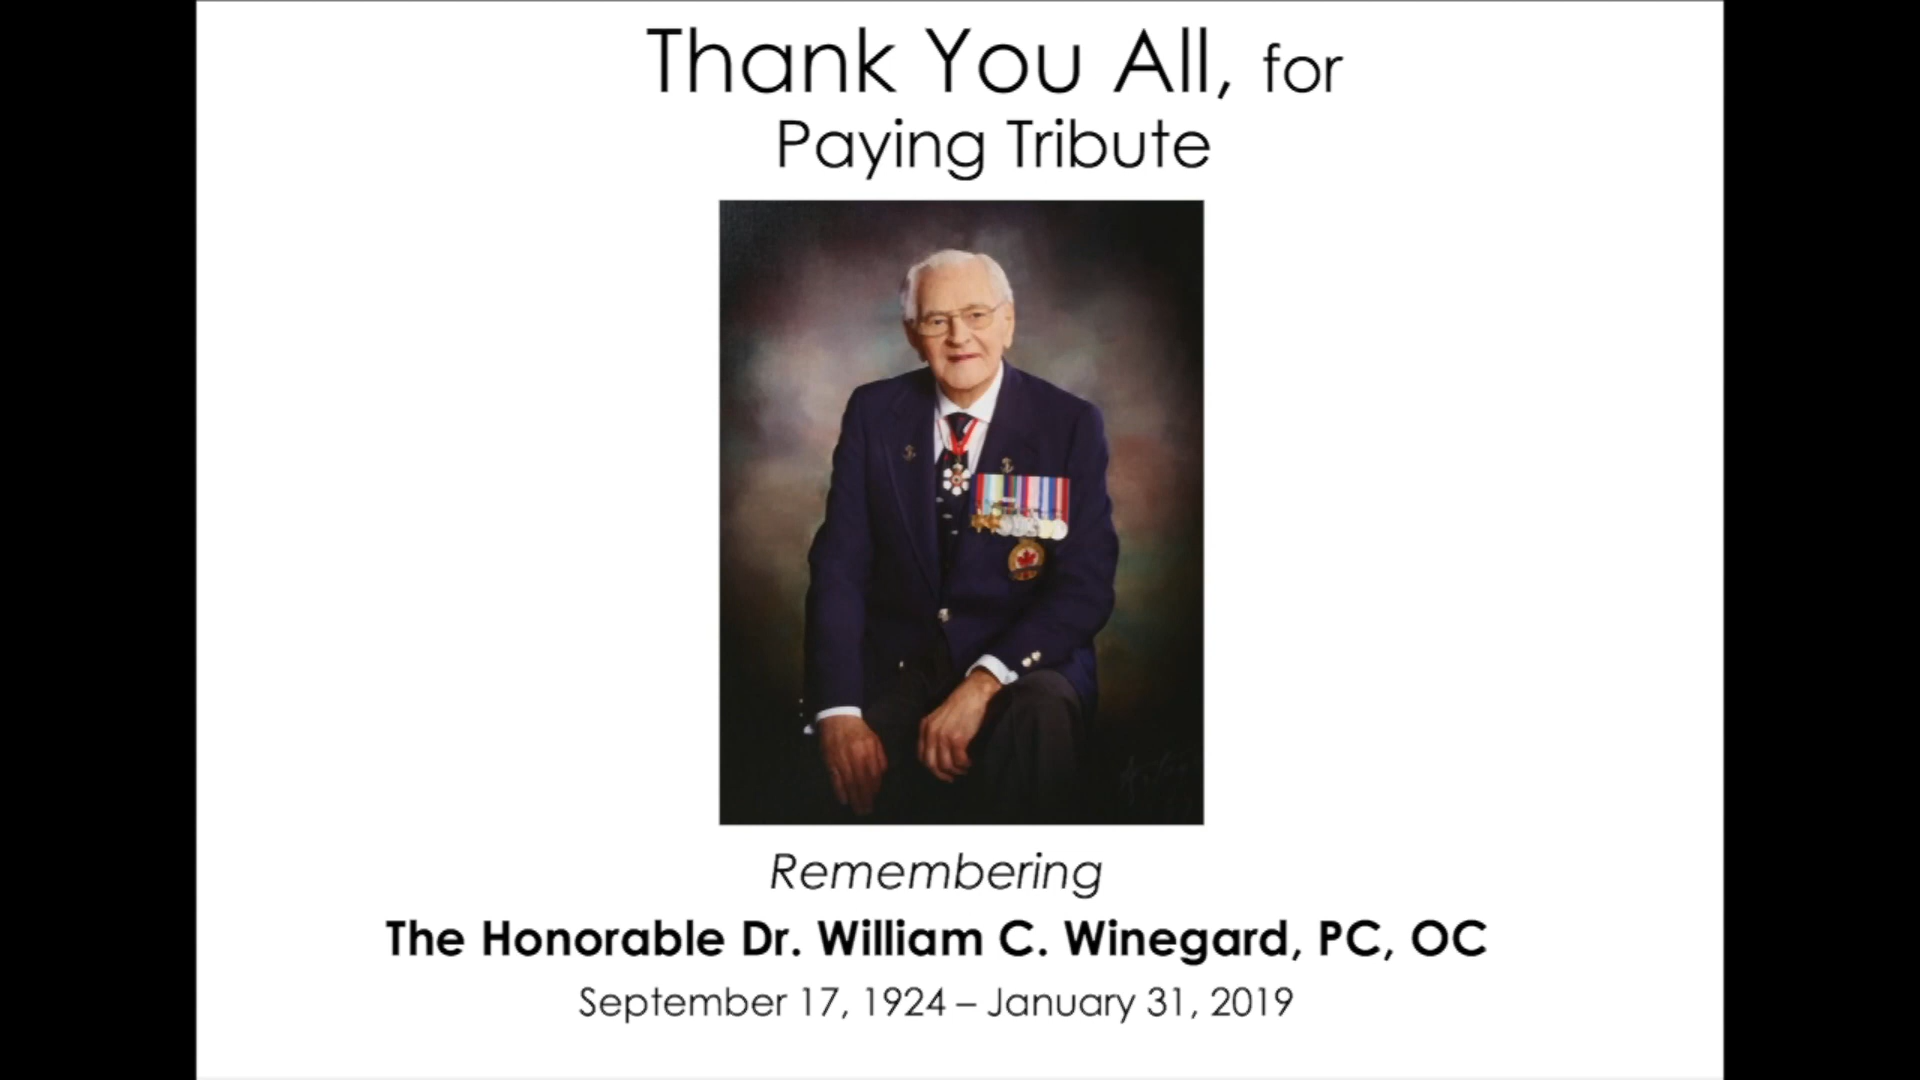 Thank You All, for
Paying Tribute
Remembering
The Honorable Dr. William C. Winegard, PC, OC
September 17, 1924 – January 31, 2019